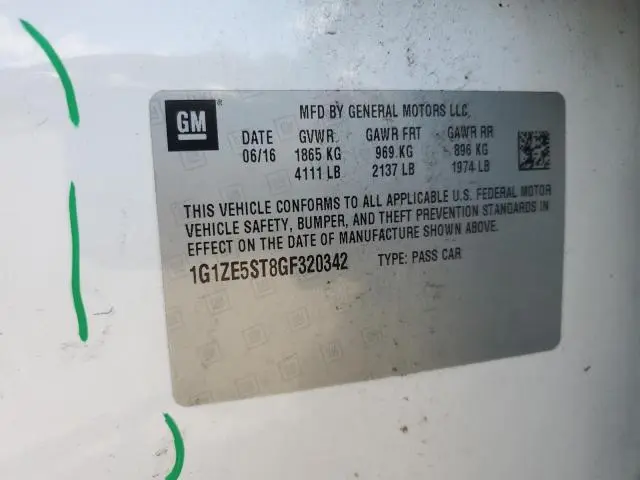 GM
MFD BY GENERAL MOTORS LLC
DATE GVWR GAWR FRT GAWR RR
06/16 1865 KG 969 KG 896 KG
4111 LB 2137 LB 1974 LB
THIS VEHICLE CONFORMS TO ALL APPLICABLE U.S. FEDERAL MOTOR
VEHICLE SAFETY, BUMPER, AND THEFT PREVENTION STANDARDS IN
EFFECT ON THE DATE OF MANUFACTURE SHOWN ABOVE.
1G1ZE5ST8GF320342 TYPE: PASS CAR